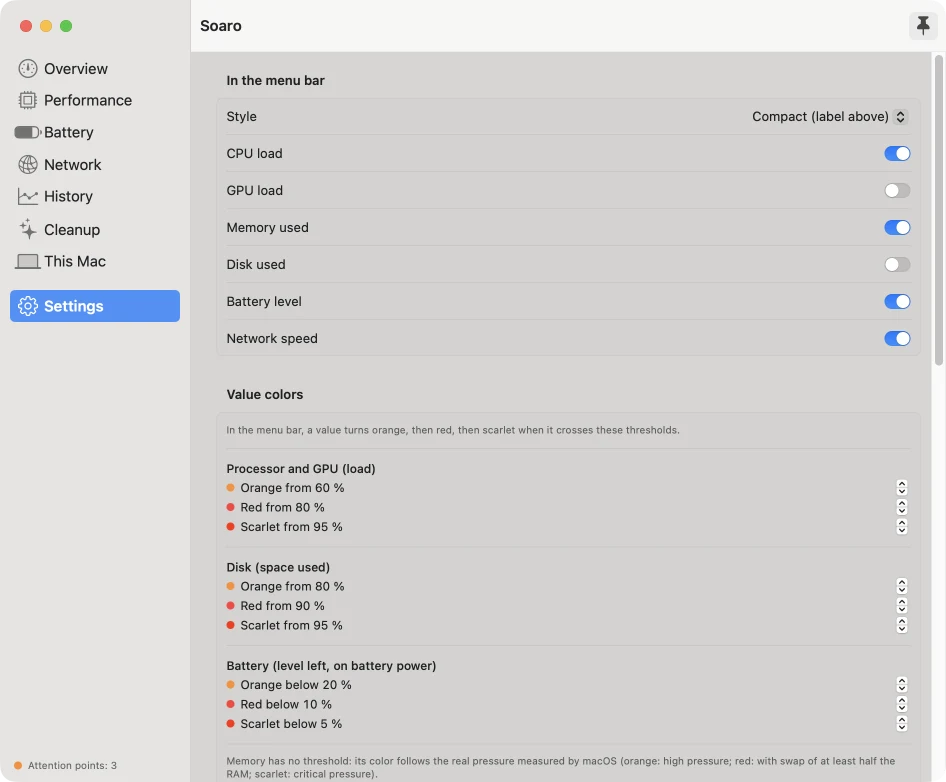 Soaro
Overview
Performance
Battery
Network
History
Cleanup
This Mac
Settings
Attention points: 3
In the menu bar
Style
Compact (label above)
CPU load
GPU load
Memory used
Disk used
Battery level
Network speed
Value colors
In the menu bar, a value turns orange, then red, then scarlet when it crosses these thresholds.
Processor and GPU (load)
Orange from 60 %
Red from 80 %
Scarlet from 95 %
Disk (space used)
Orange from 80 %
Red from 90 %
Scarlet from 95 %
Battery (level left, on battery power)
Orange below 20 %
Red below 10 %
Scarlet below 5 %
Memory has no threshold: its color follows the real pressure measured by macOS (orange: high pressure; red: with swap of at least half the
RAM; scarlet: critical pressure).